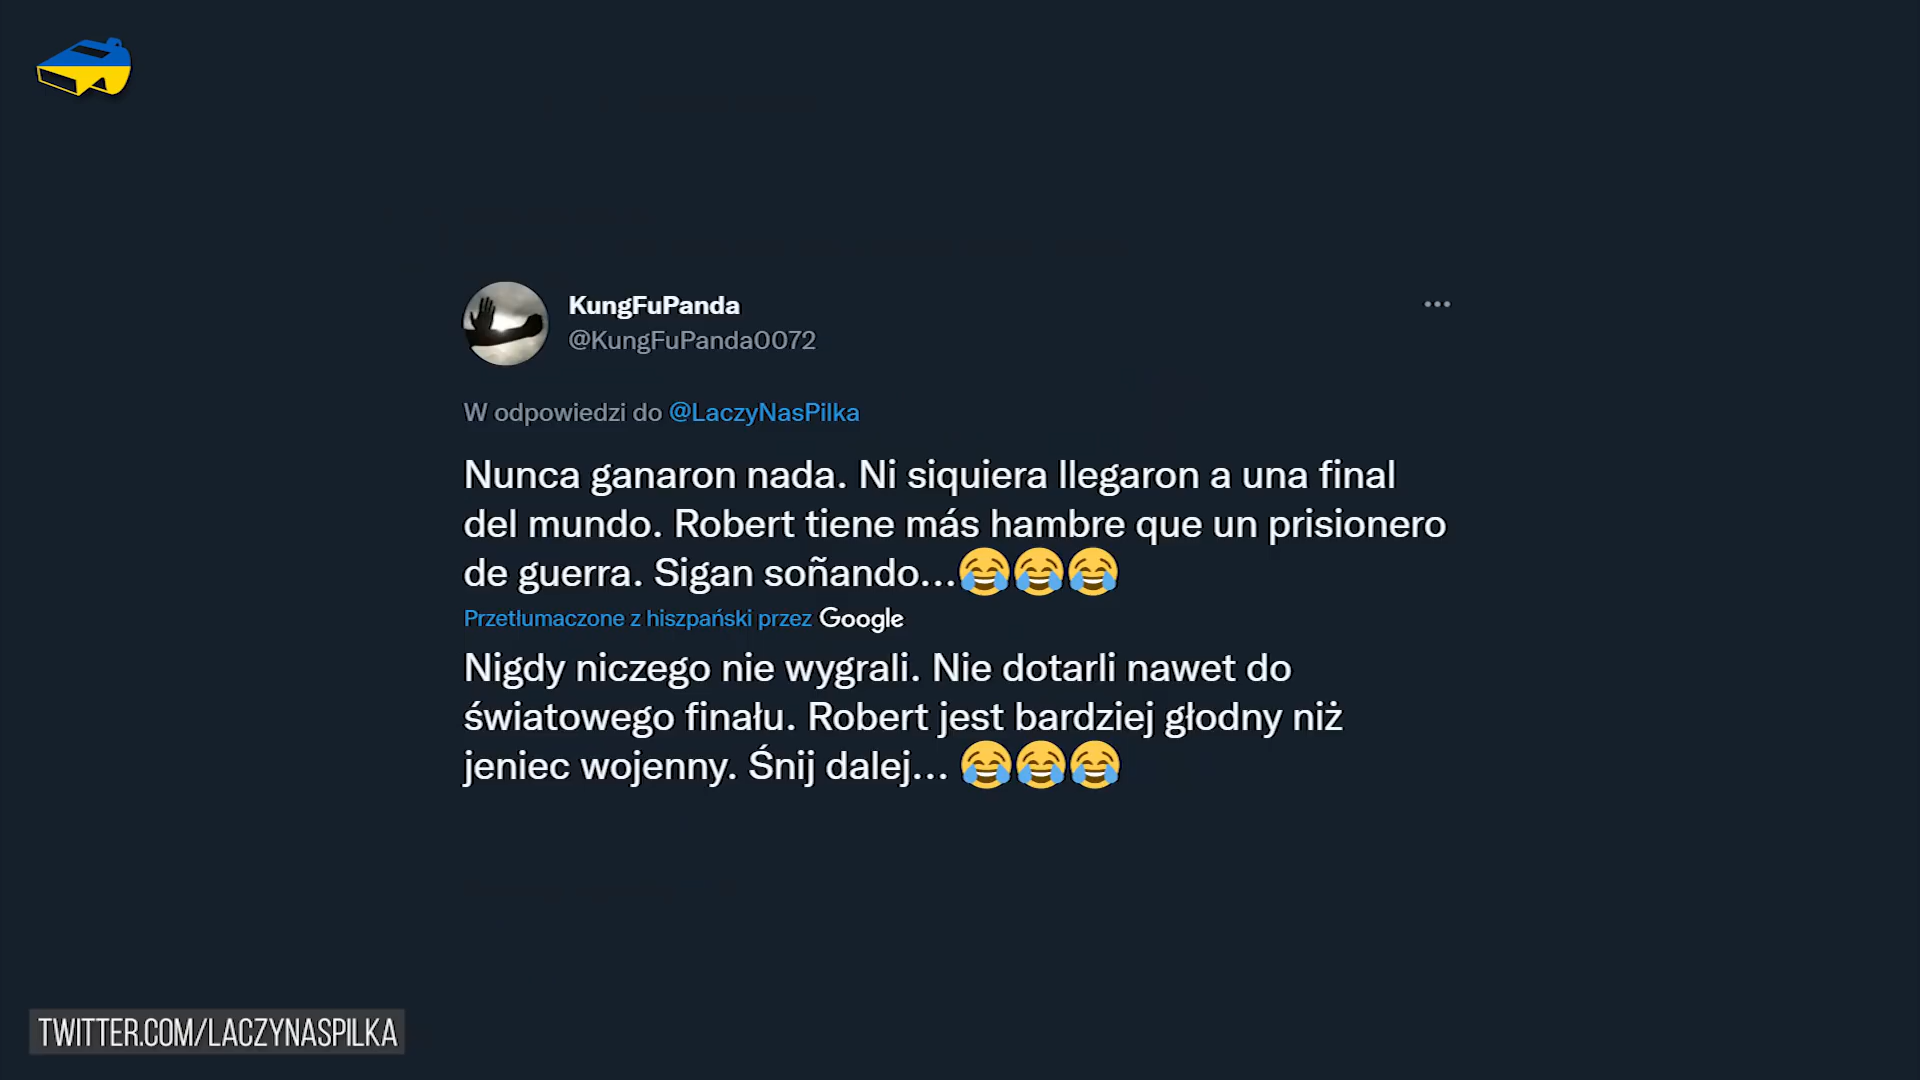 KungFuPanda
@KungFuPanda0072
W odpowiedzi do @LaczyNasPilka
Nunca ganaron nada. Ni siquiera llegaron a una final
del mundo. Robert tiene más hambre que un prisionero
de guerra. Sigan soñando...😂😂😂
Przetłumaczone z hiszpański przez Google
Nigdy niczego nie wygrali. Nie dotarli nawet do
światowego finału. Robert jest bardziej głodny niż
jeniec wojenny. Śnij dalej... 😂😂😂
TWITTER.COM/LACZYNASPILKA